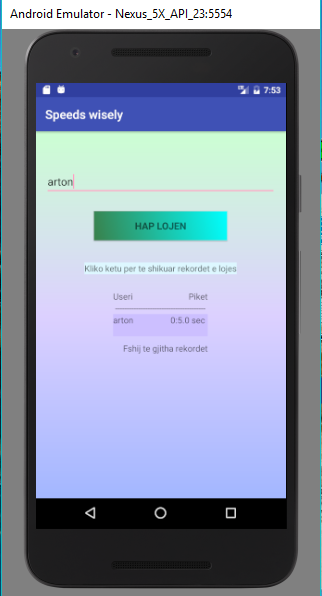 Android Emulator - Nexus_5X_API_23:5554
7:53
Speeds wisely
arton
HAP LOJEN
Kliko ketu per te shikuar rekordet e lojes
Useri Piket
arton 0:5.0 sec
Fshij te gjitha rekordet